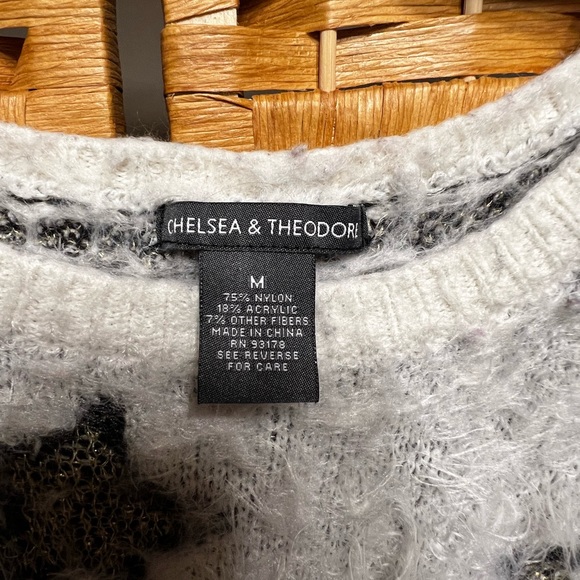 CHELSEA & THEODORE
M
75% NYLON
18% ACRYLIC
7% OTHER FIBERS
MADE IN CHINA
RN 93178
SEE REVERSE
FOR CARE